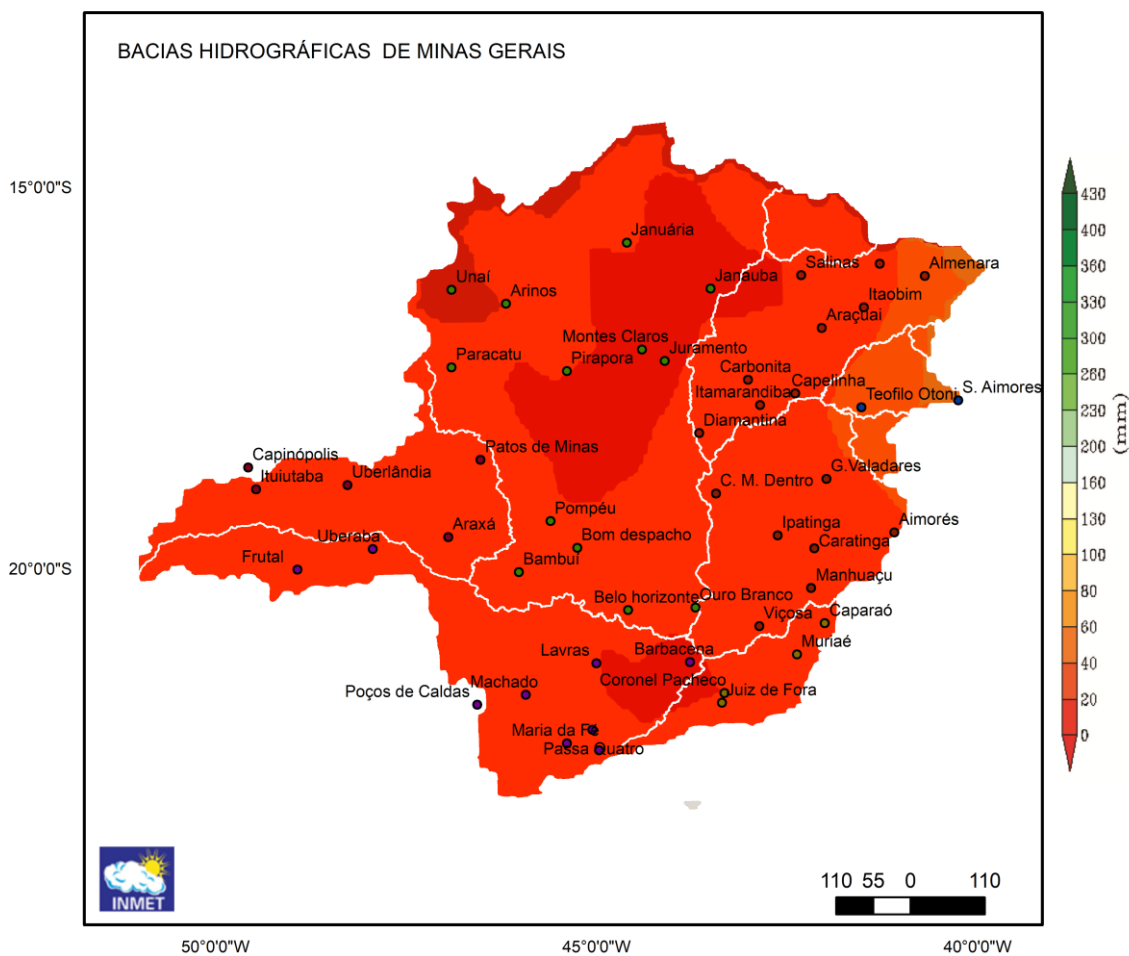 BACIAS HIDROGRÁFICAS DE MINAS GERAIS
15°0'0"S
20°0'0"S
Januária
Unaí
Arinos
Janauba
Salinas
Almenara
Itaobim
Araçuai
Montes Claros
Juramento
Paracatu
Pirapora
Carbonita
Capelinha
Itamarandiba
Teofilo Otoni
S. Aimores
Diamantina
Patos de Minas
Capinópolis
Ituiutaba
Uberlândia
G.Valadares
C. M. Dentro
Pompéu
Aimorés
Ipatinga
Araxá
Uberaba
Bom despacho
Caratinga
Frutal
Bambuí
Manhuaçu
Belo horizonte
Ouro Branco
Caparaó
Viçosa
Muriaé
Lavras
Barbacena
Coronel Pacheco
Machado
Poços de Caldas
Juiz de Fora
Maria da Fé
Passa Quatro
430
400
360
330
300
260
230
200
160
130
100
80
60
40
20
0
(mm)
INMET
110 55 0 110
50°0'0"W
45°0'0"W
40°0'0"W